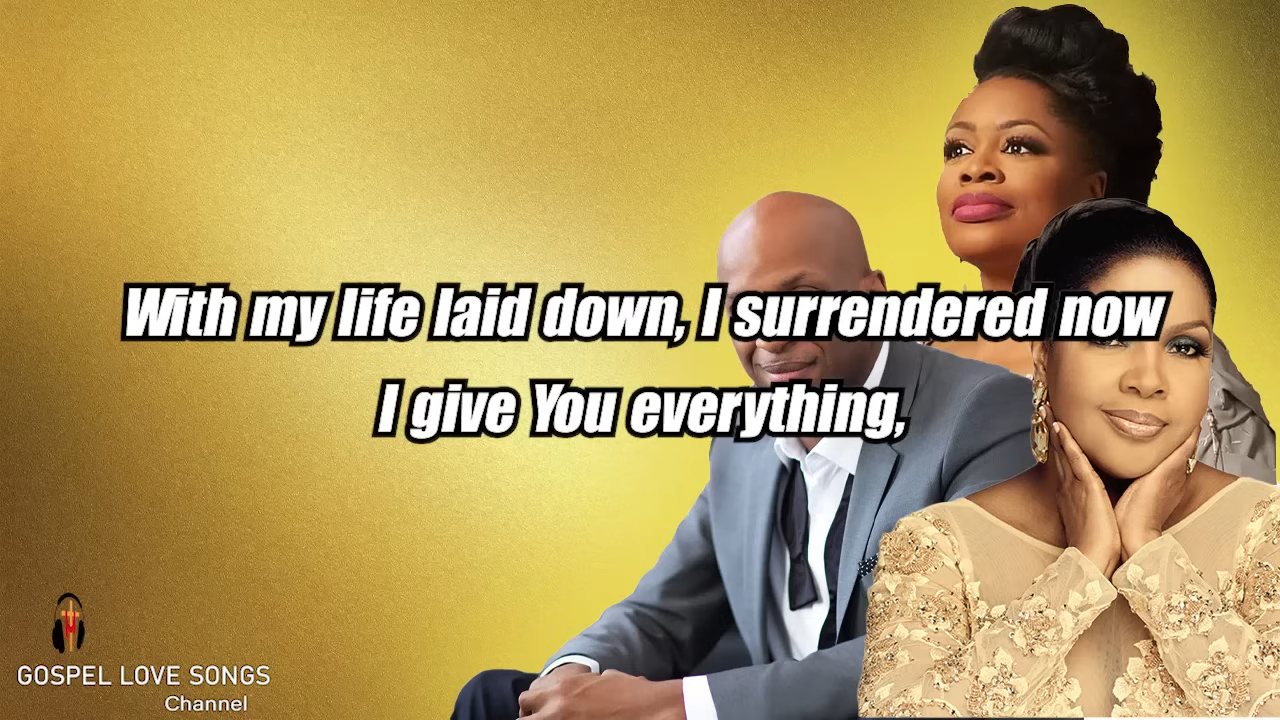 With my life laid down, I surrendered now
I give You everything,
GOSPEL LOVE SONGS
Channel